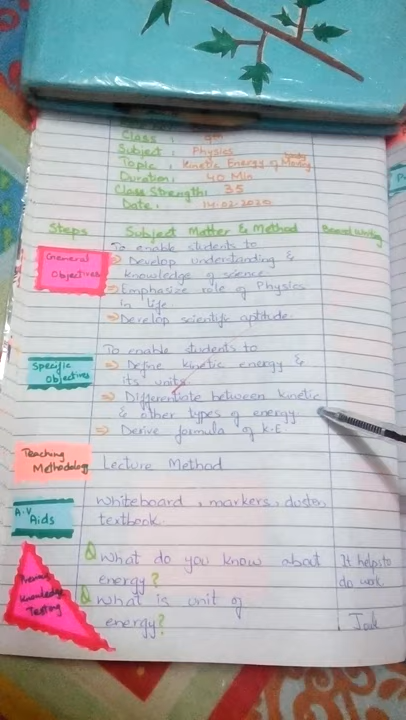 Class : 9th
Subject : Physics
Topic : Kinetic Energy of
Duration: 40 Min
Class Strength: 35
Date : 14-02-2020
Steps Subject Matter & Method Board Writing
General Objectives
To enable students to
⇒ Develop understanding &
knowledge of science.
⇒ Emphasize role of Physics
in life
⇒ Develop scientific aptitude.
Specific Objectives
To enable students to
⇒ Define kinetic energy &
its units.
⇒ Differentiate between kinetic
& other types of energy
⇒ Derive formula of K.E.
Teaching Methodology
Lecture Method
A.V Aids
Whiteboard, markers, duster,
textbook.
Previous Knowledge Testing
Q What do you know about It helps to
energy? do work
Q What is unit of
energy? Joule